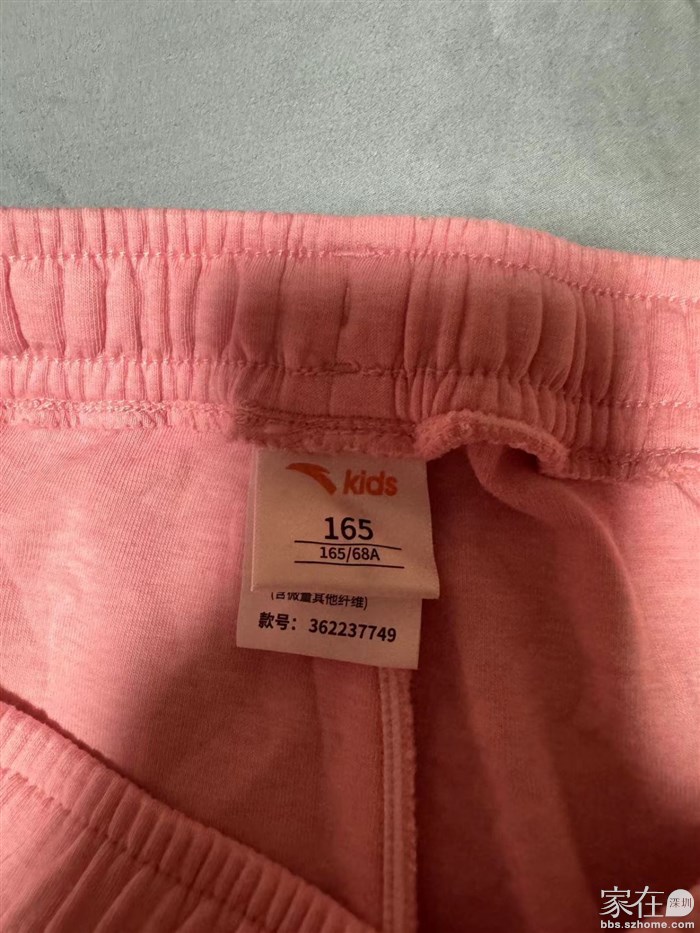 kids
165
165/68A
(含微量其他纤维)
款号：362237749
家在深圳
bbs.szhome.com